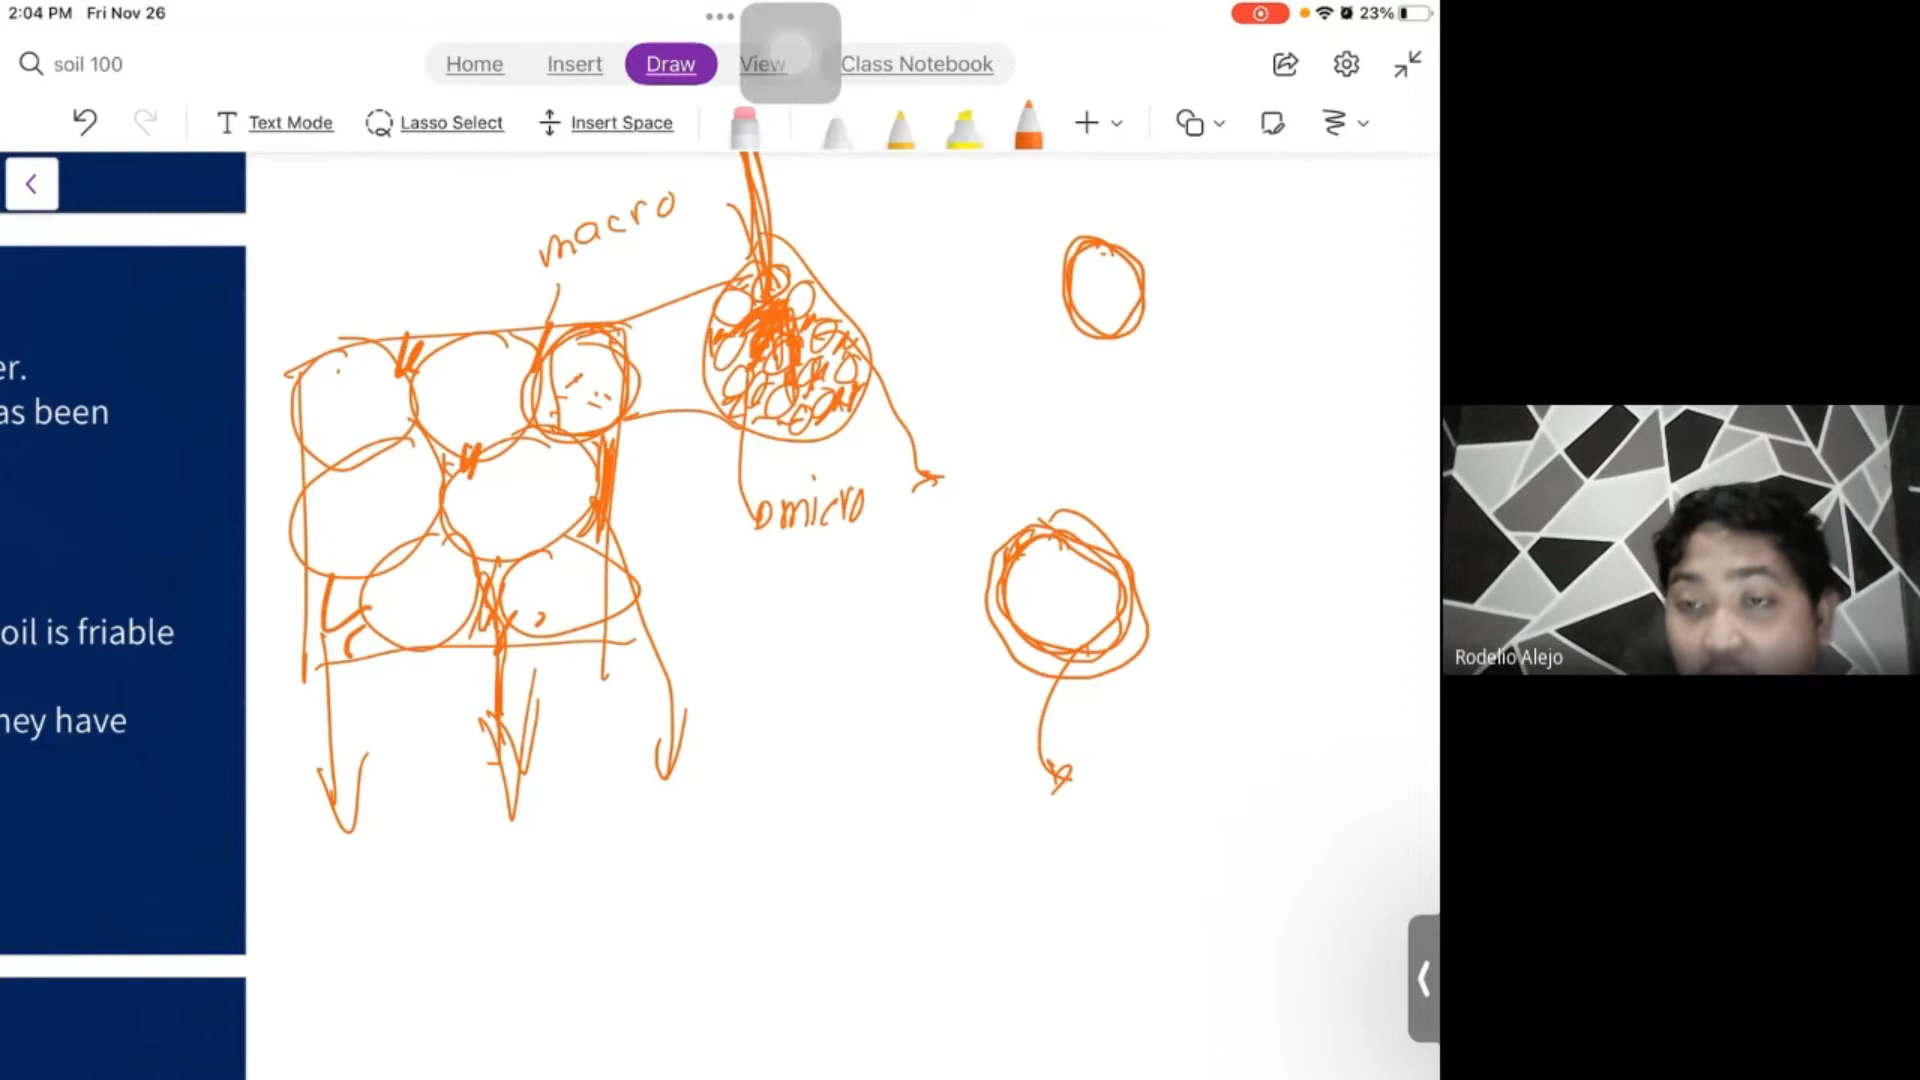 2:04 PM Fri Nov 26
23%
soil 100
Home Insert Draw View Class Notebook
Text Mode Lasso Select Insert Space
macro
er.
as been
micro
oil is friable
hey have
Rodelio Alejo